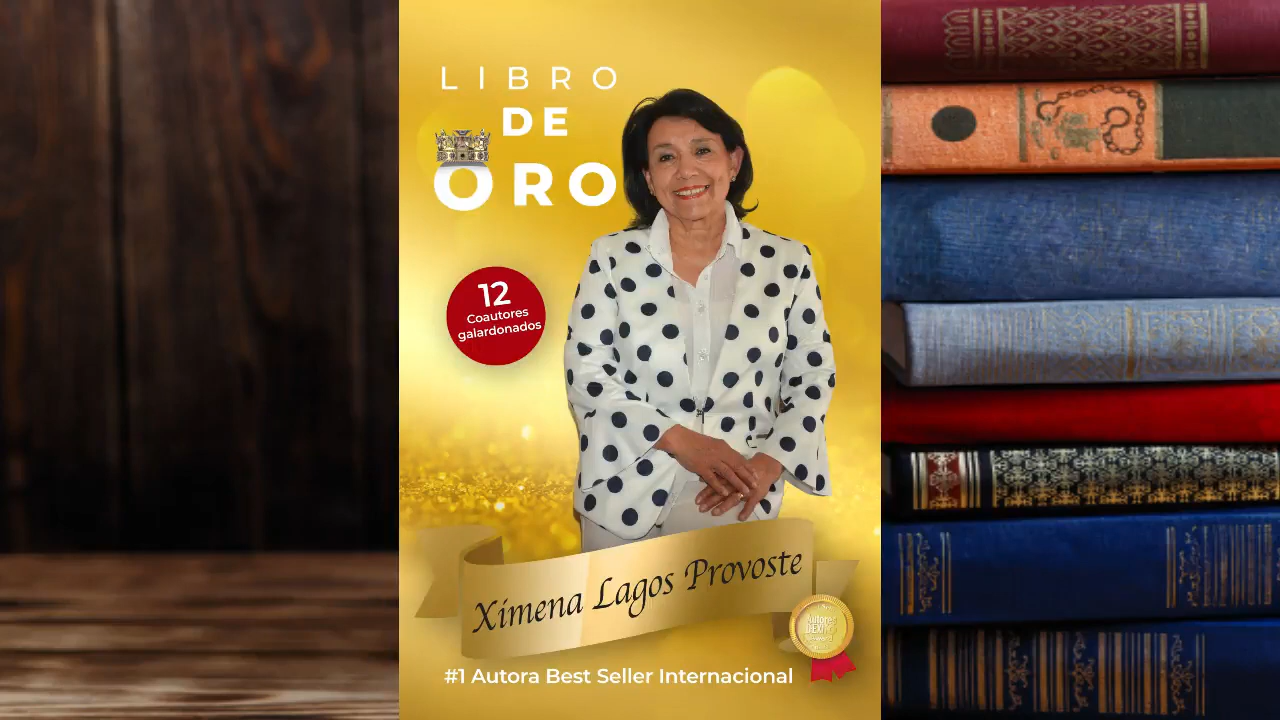 LIBRO
DE
ORO
12
Coautores
galardonados
Ximena Lagos Provoste
#1 Autora Best Seller Internacional